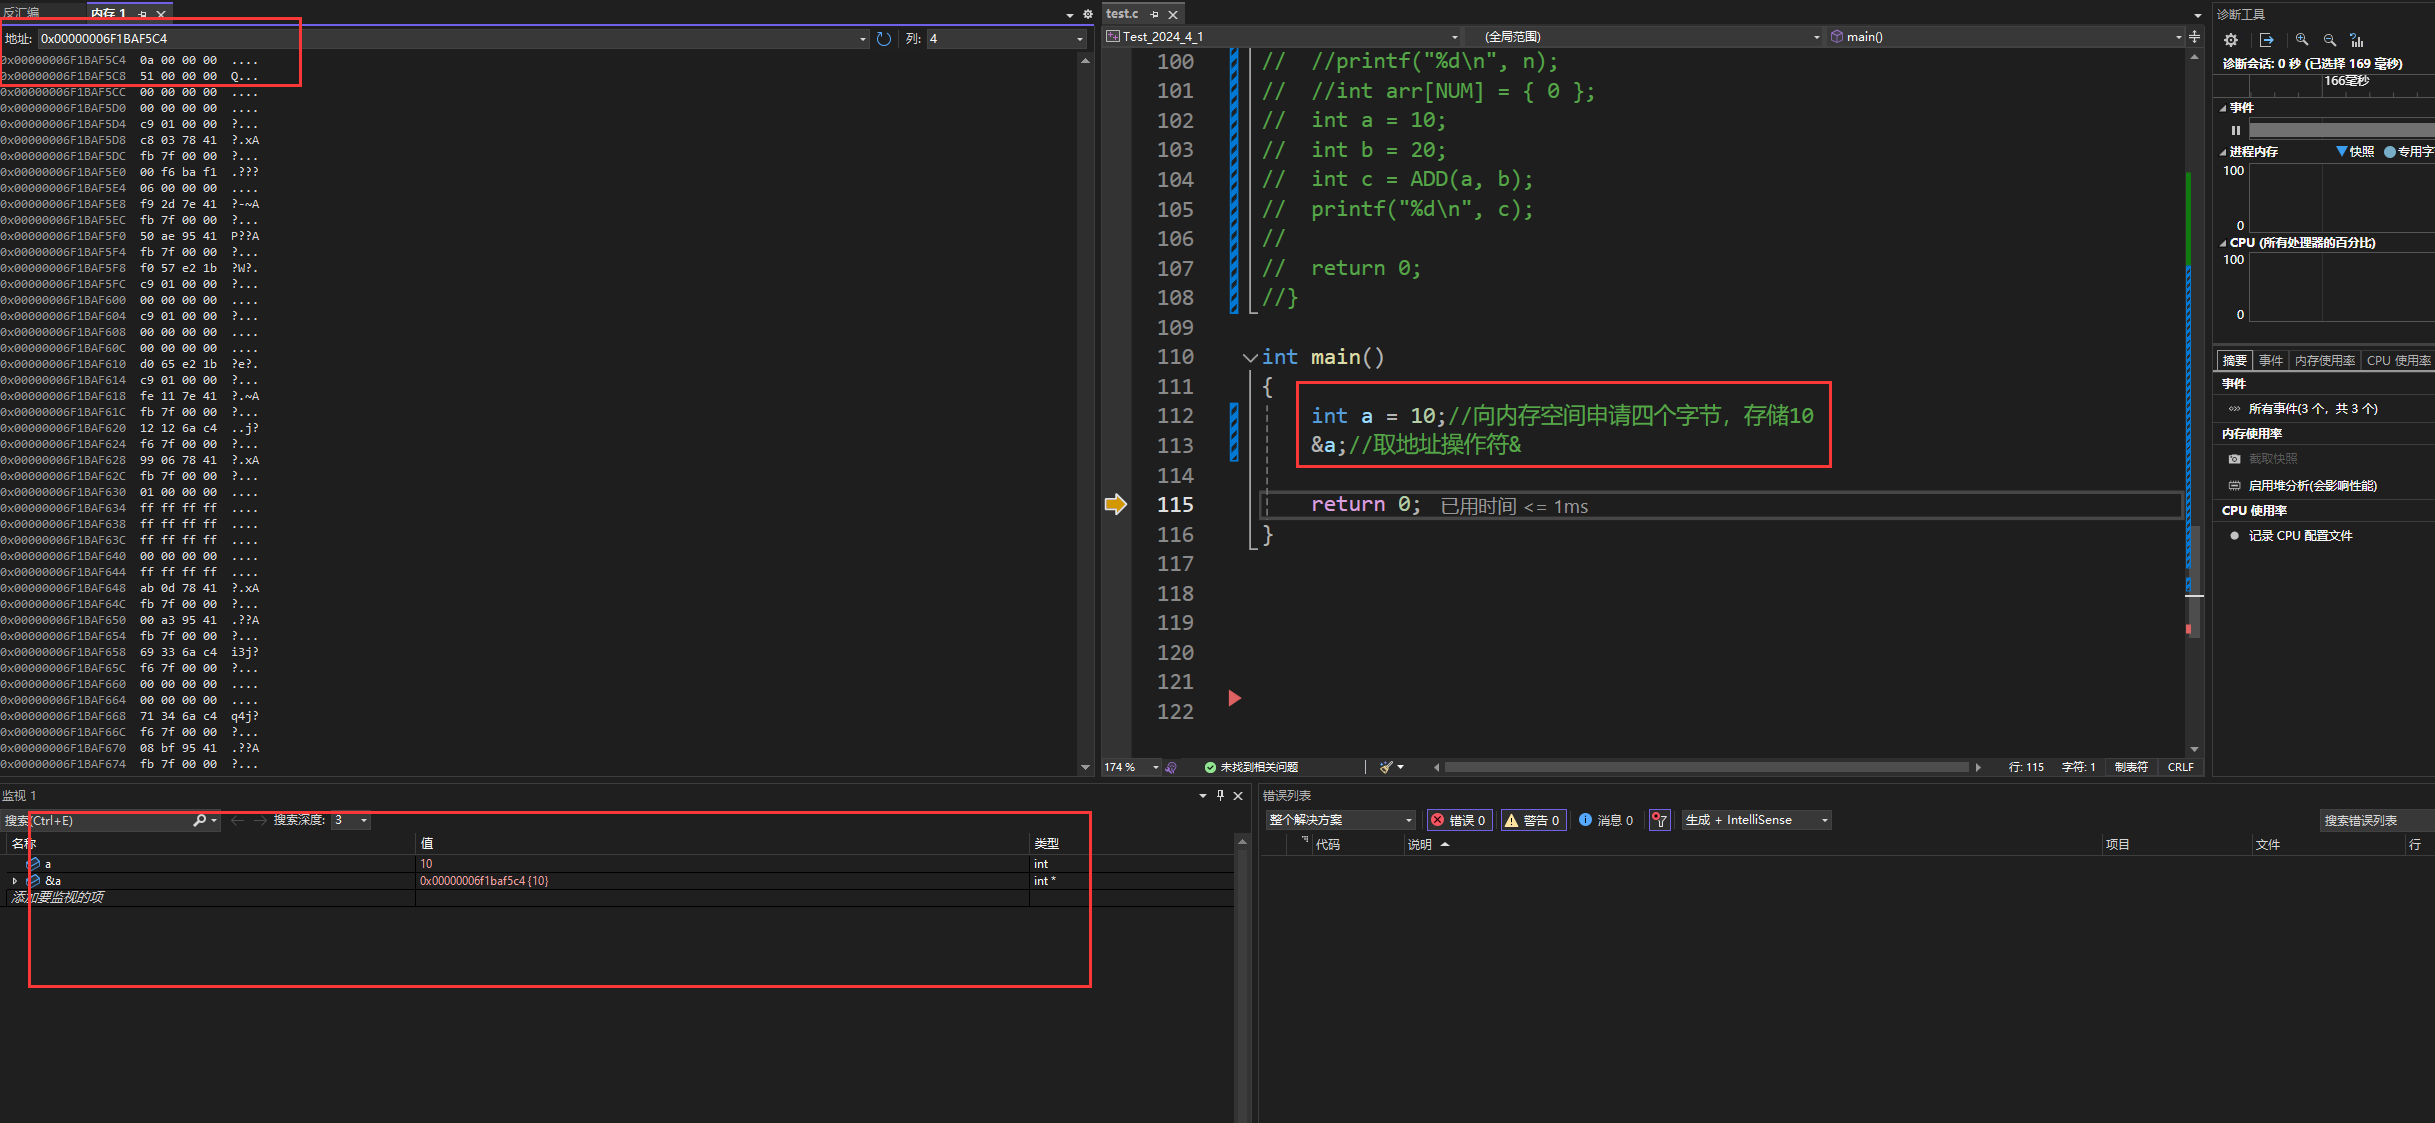 反汇编
内存 1
地址: 0x00000006F1BAF5C4
列: 4
0x00000006F1BAF5C4 0a 00 00 00 ....
0x00000006F1BAF5C8 51 00 00 00 Q...
0x00000006F1BAF5CC 00 00 00 00 ....
0x00000006F1BAF5D0 00 00 00 00 ....
0x00000006F1BAF5D4 c9 01 00 00 ?...
0x00000006F1BAF5D8 c8 03 78 41 ?.xA
0x00000006F1BAF5DC fb 7f 00 00 ?...
0x00000006F1BAF5E0 00 f6 ba f1 .???
0x00000006F1BAF5E4 06 00 00 00 ....
0x00000006F1BAF5E8 f9 2d 7e 41 ?-~A
0x00000006F1BAF5EC fb 7f 00 00 ?...
0x00000006F1BAF5F0 50 ae 95 41 P??A
0x00000006F1BAF5F4 fb 7f 00 00 ?...
0x00000006F1BAF5F8 f0 57 e2 1b ?W?.
0x00000006F1BAF5FC c9 01 00 00 ?...
0x00000006F1BAF600 00 00 00 00 ....
0x00000006F1BAF604 c9 01 00 00 ?...
0x00000006F1BAF608 00 00 00 00 ....
0x00000006F1BAF60C 00 00 00 00 ....
0x00000006F1BAF610 d0 65 e2 1b ?e?.
0x00000006F1BAF614 c9 01 00 00 ?...
0x00000006F1BAF618 fe 11 7e 41 ?.~A
0x00000006F1BAF61C fb 7f 00 00 ?...
0x00000006F1BAF620 12 12 6a c4 ..j?
0x00000006F1BAF624 f6 7f 00 00 ?...
0x00000006F1BAF628 99 06 78 41 ?.xA
0x00000006F1BAF62C fb 7f 00 00 ?...
0x00000006F1BAF630 01 00 00 00 ....
0x00000006F1BAF634 ff ff ff ff ....
0x00000006F1BAF638 ff ff ff ff ....
0x00000006F1BAF63C ff ff ff ff ....
0x00000006F1BAF640 00 00 00 00 ....
0x00000006F1BAF644 ff ff ff ff ....
0x00000006F1BAF648 ab 0d 78 41 ?.xA
0x00000006F1BAF64C fb 7f 00 00 ?...
0x00000006F1BAF650 00 a3 95 41 .??A
0x00000006F1BAF654 fb 7f 00 00 ?...
0x00000006F1BAF658 69 33 6a c4 i3j?
0x00000006F1BAF65C f6 7f 00 00 ?...
0x00000006F1BAF660 00 00 00 00 ....
0x00000006F1BAF664 00 00 00 00 ....
0x00000006F1BAF668 71 34 6a c4 q4j?
0x00000006F1BAF66C f6 7f 00 00 ?...
0x00000006F1BAF670 08 bf 95 41 .??A
0x00000006F1BAF674 fb 7f 00 00 ?...
test.c
Test_2024_4_1
(全局范围)
main()
100 // //printf("%d\n", n);
101 // //int arr[NUM] = { 0 };
102 // int a = 10;
103 // int b = 20;
104 // int c = ADD(a, b);
105 // printf("%d\n", c);
106 //
107 // return 0;
108 //}
109
110 int main()
111 {
112 int a = 10;//向内存空间申请四个字节，存储10
113 &a;//取地址操作符&
114
115 return 0; 已用时间 <= 1ms
116 }
117
118
119
120
121
122
174 %
未找到相关问题
行: 115
字符: 1
制表符
CRLF
诊断工具
诊断会话: 0 秒 (已选择 169 毫秒)
166毫秒
事件
进程内存
快照
专用字
100
0
CPU (所有处理器的百分比)
100
0
摘要
事件
内存使用率
CPU 使用率
事件
所有事件(3 个，共 3 个)
内存使用率
截取快照
启用堆分析(会影响性能)
CPU 使用率
记录 CPU 配置文件
监视 1
搜索(Ctrl+E)
搜索深度: 3
名称 值 类型
a 10 int
&a 0x00000006f1baf5c4 {10} int *
添加要监视的项
错误列表
整个解决方案
错误 0
警告 0
消息 0
生成 + IntelliSense
搜索错误列表
代码 说明 项目 文件 行